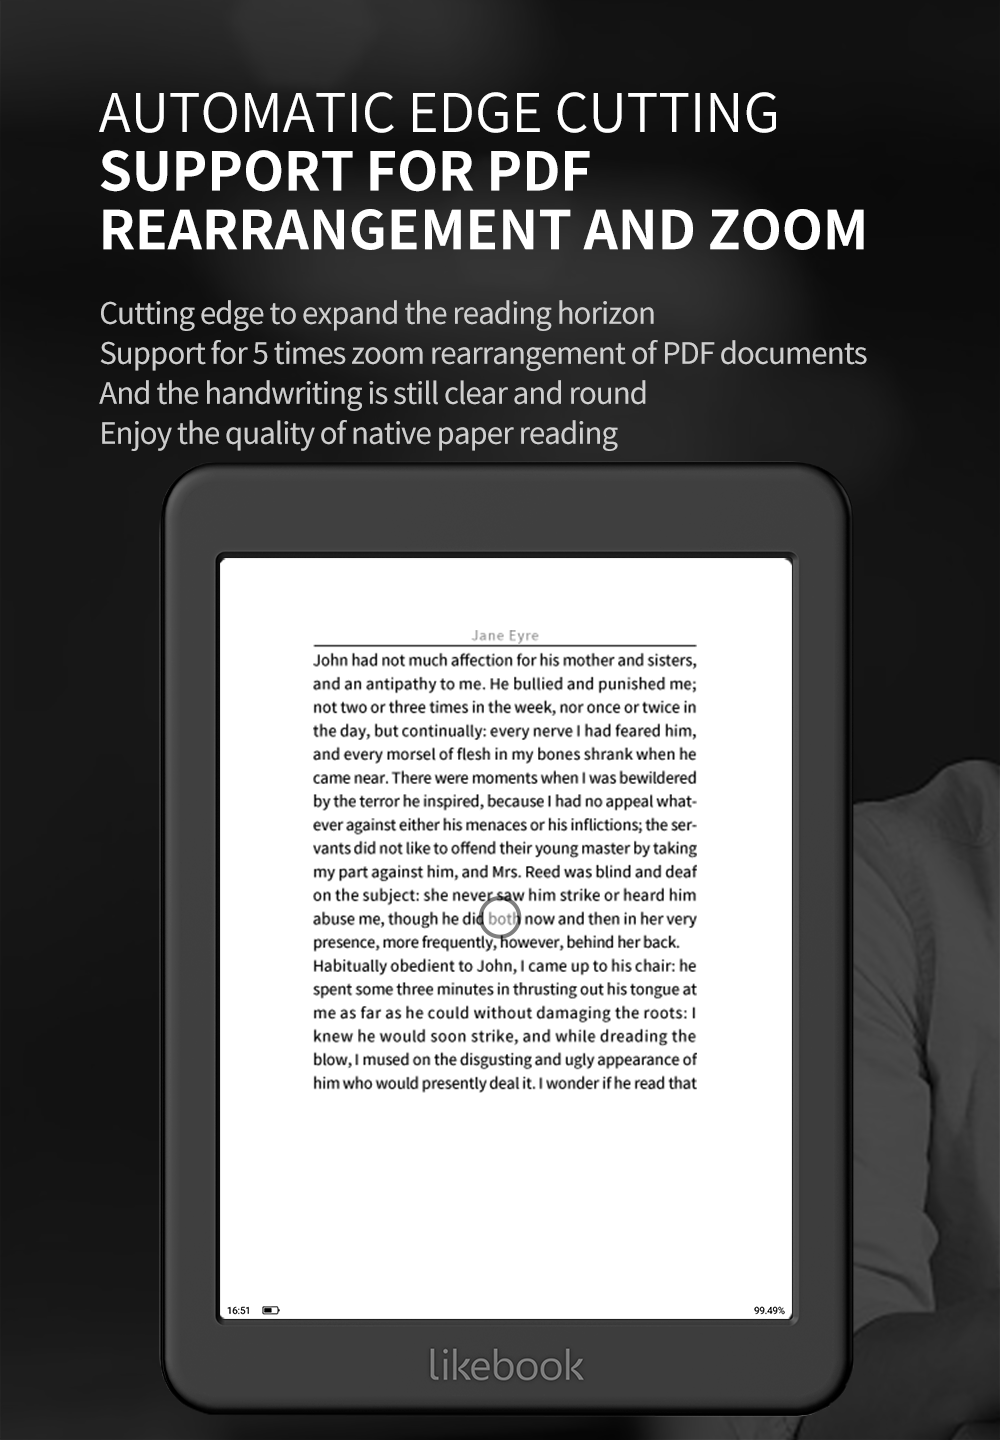 AUTOMATIC EDGE CUTTING
SUPPORT FOR PDF
REARRANGEMENT AND ZOOM
Cutting edge to expand the reading horizon
Support for 5 times zoom rearrangement of PDF documents
And the handwriting is still clear and round
Enjoy the quality of native paper reading
Jane Eyre
John had not much affection for his mother and sisters,
and an antipathy to me. He bullied and punished me;
not two or three times in the week, nor once or twice in
the day, but continually: every nerve I had feared him,
and every morsel of flesh in my bones shrank when he
came near. There were moments when I was bewildered
by the terror he inspired, because I had no appeal what-
ever against either his menaces or his inflictions; the ser-
vants did not like to offend their young master by taking
my part against him, and Mrs. Reed was blind and deaf
on the subject: she never saw him strike or heard him
abuse me, though he did both now and then in her very
presence, more frequently, however, behind her back.
Habitually obedient to John, I came up to his chair: he
spent some three minutes in thrusting out his tongue at
me as far as he could without damaging the roots: I
knew he would soon strike, and while dreading the
blow, I mused on the disgusting and ugly appearance of
him who would presently deal it. I wonder if he read that
16:51
99.49%
likebook